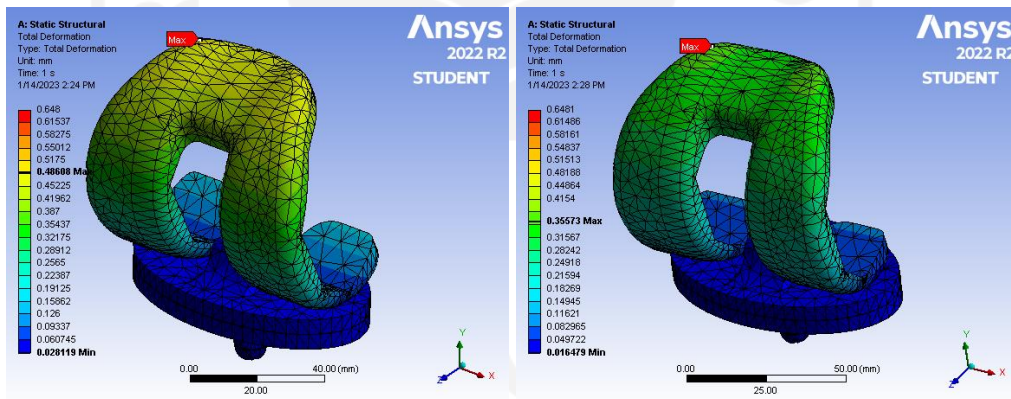 A: Static Structural
Total Deformation
Type: Total Deformation
Unit: mm
Time: 1 s
1/14/2023 2:24 PM
0.648
0.61537
0.58275
0.55012
0.5175
0.48608 Max
0.45225
0.41962
0.387
0.35437
0.32175
0.28912
0.2565
0.22387
0.19125
0.15862
0.126
0.09337
0.060745
0.028119 Min
Max
Ansys
2022 R2
STUDENT
0.00
40.00 (mm)
20.00
Y
Z
X
A: Static Structural
Total Deformation
Type: Total Deformation
Unit: mm
Time: 1 s
1/14/2023 2:28 PM
0.6481
0.61486
0.58161
0.54837
0.51513
0.48188
0.44864
0.4154
0.35573 Max
0.31567
0.28242
0.24918
0.21594
0.18269
0.14945
0.11621
0.082965
0.049722
0.016479 Min
Max
Ansys
2022 R2
STUDENT
0.00
50.00 (mm)
25.00
Y
Z
X